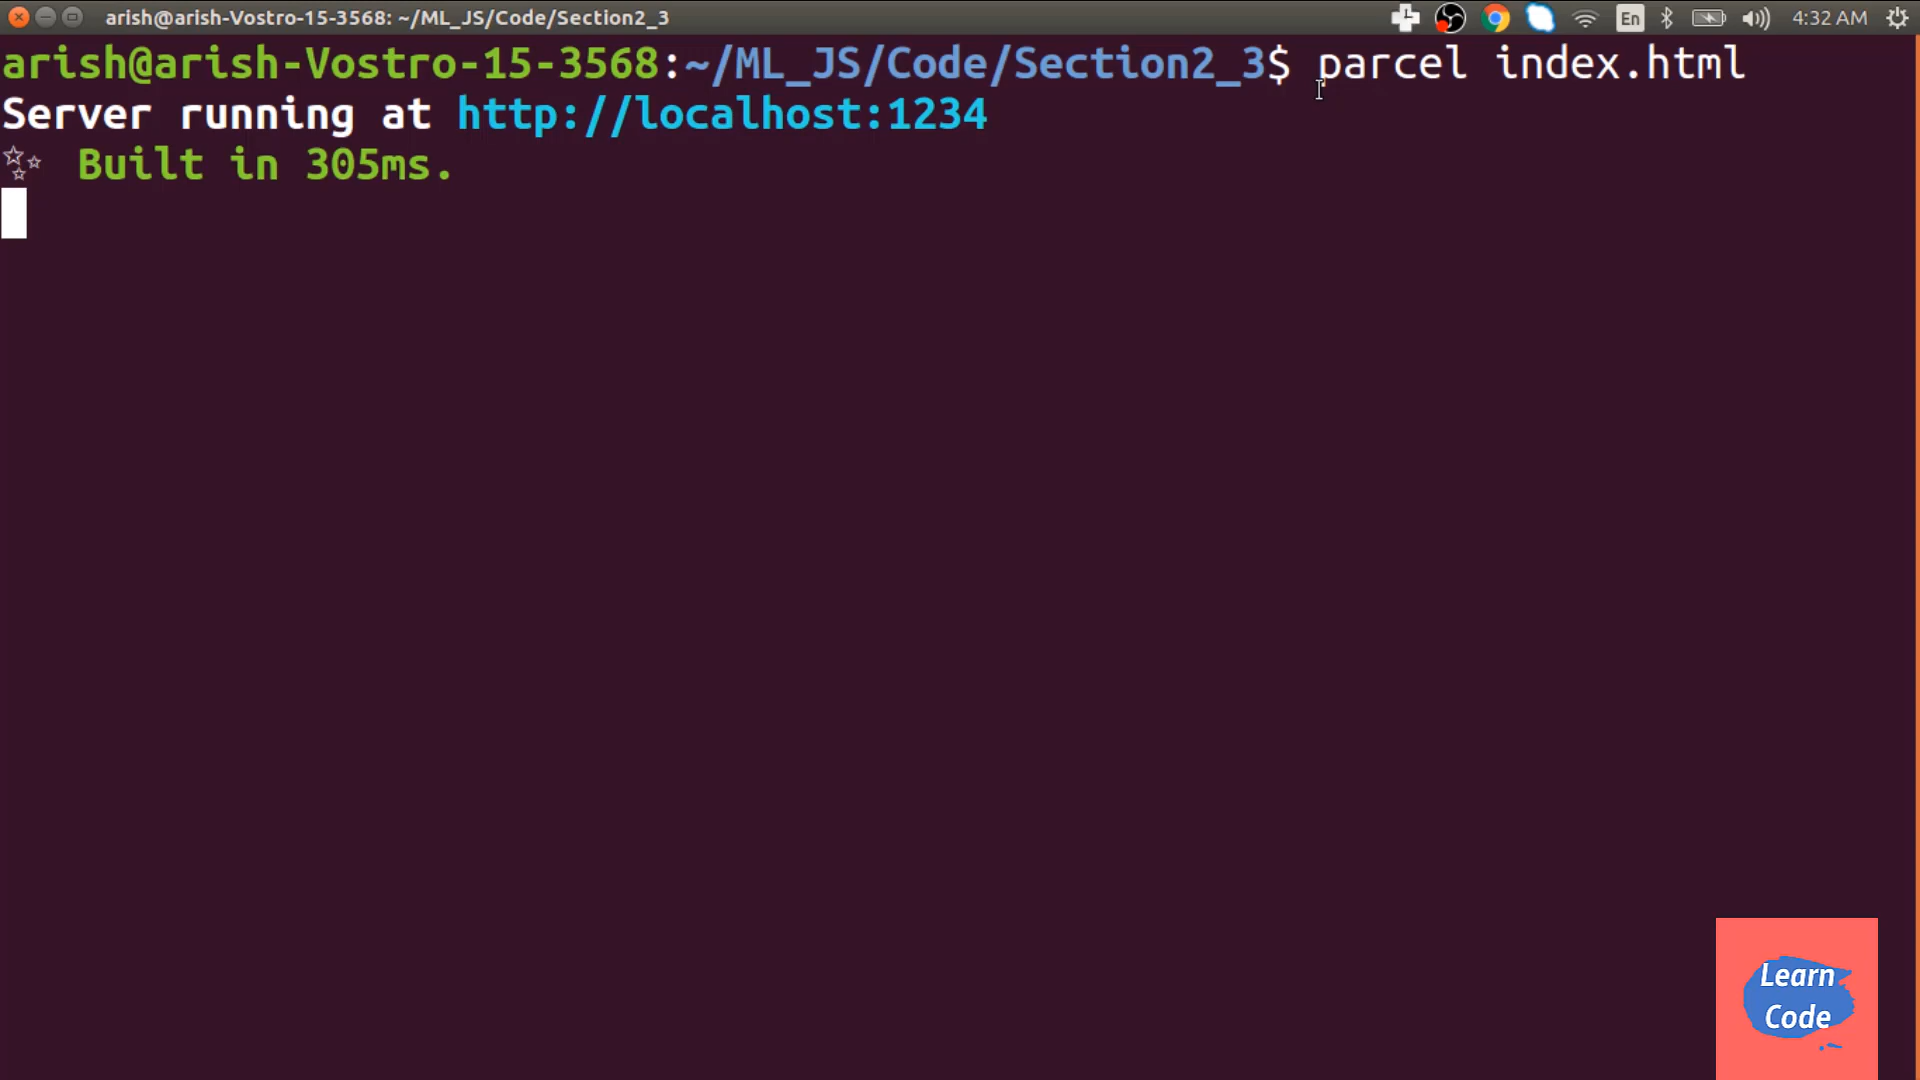 arish@arish-Vostro-15-3568: ~/ML_JS/Code/Section2_3
En
4:32 AM
arish@arish-Vostro-15-3568:~/ML_JS/Code/Section2_3$ parcel index.html
Server running at http://localhost:1234
✨ Built in 305ms.
Learn
Code